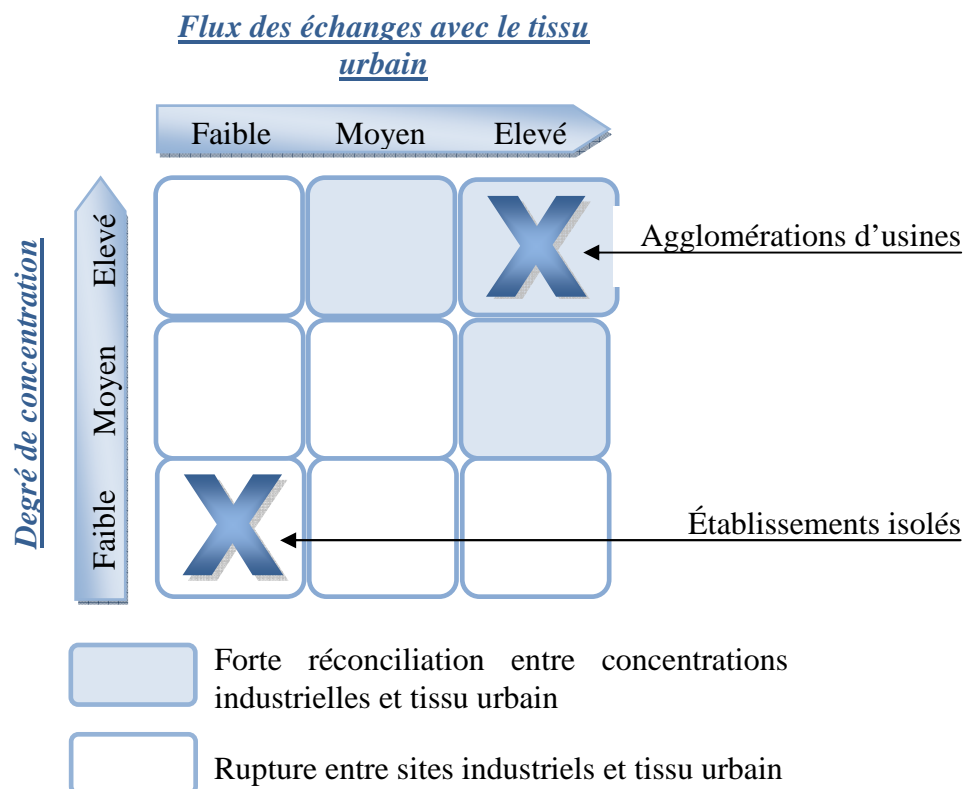 Flux des échanges avec le tissu
urbain
Faible Moyen Elevé
Degré de concentration
Elevé
Moyen
Faible
X
Agglomérations d’usines
X
Établissements isolés
Forte réconciliation entre concentrations
industrielles et tissu urbain
Rupture entre sites industriels et tissu urbain